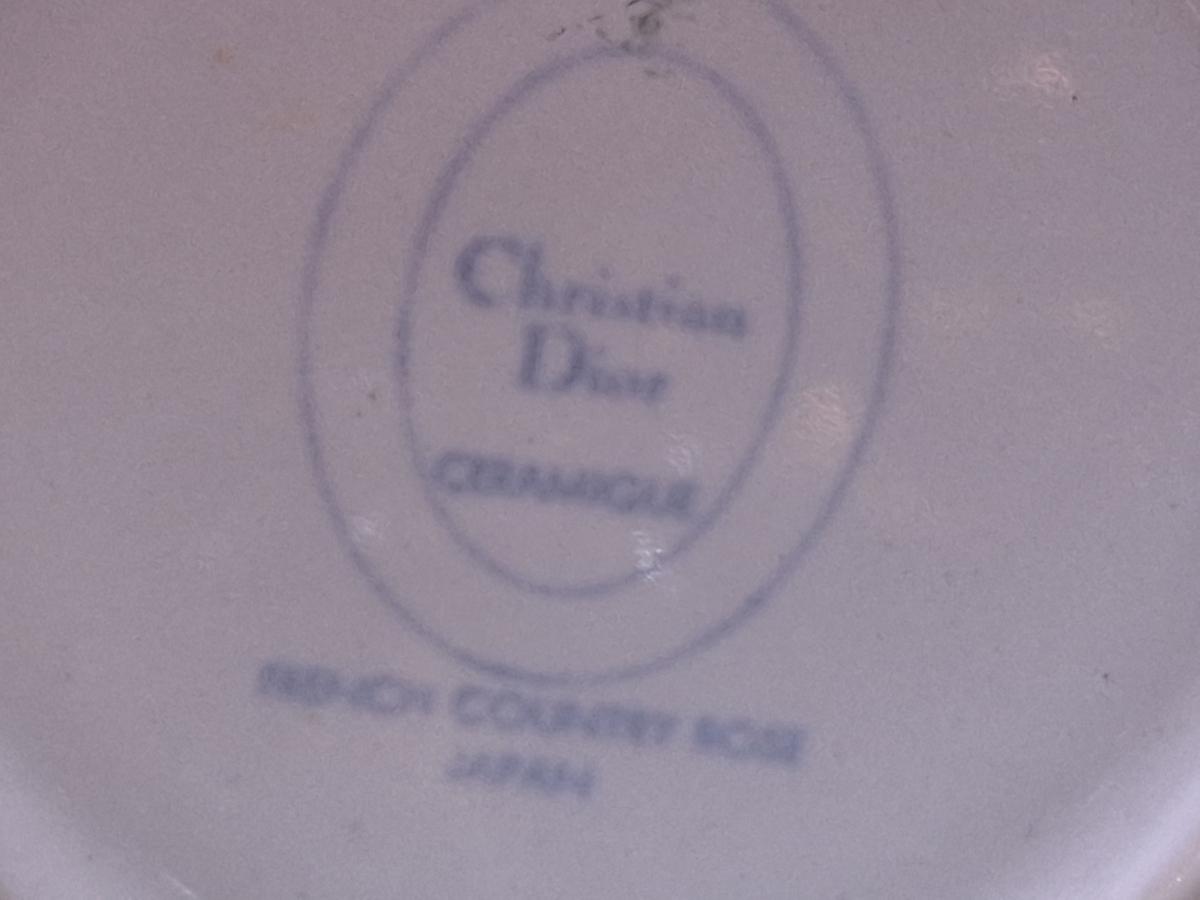 Christian
Dior
CERAMIQUE
FRENCH COUNTRY ROSE
JAPAN